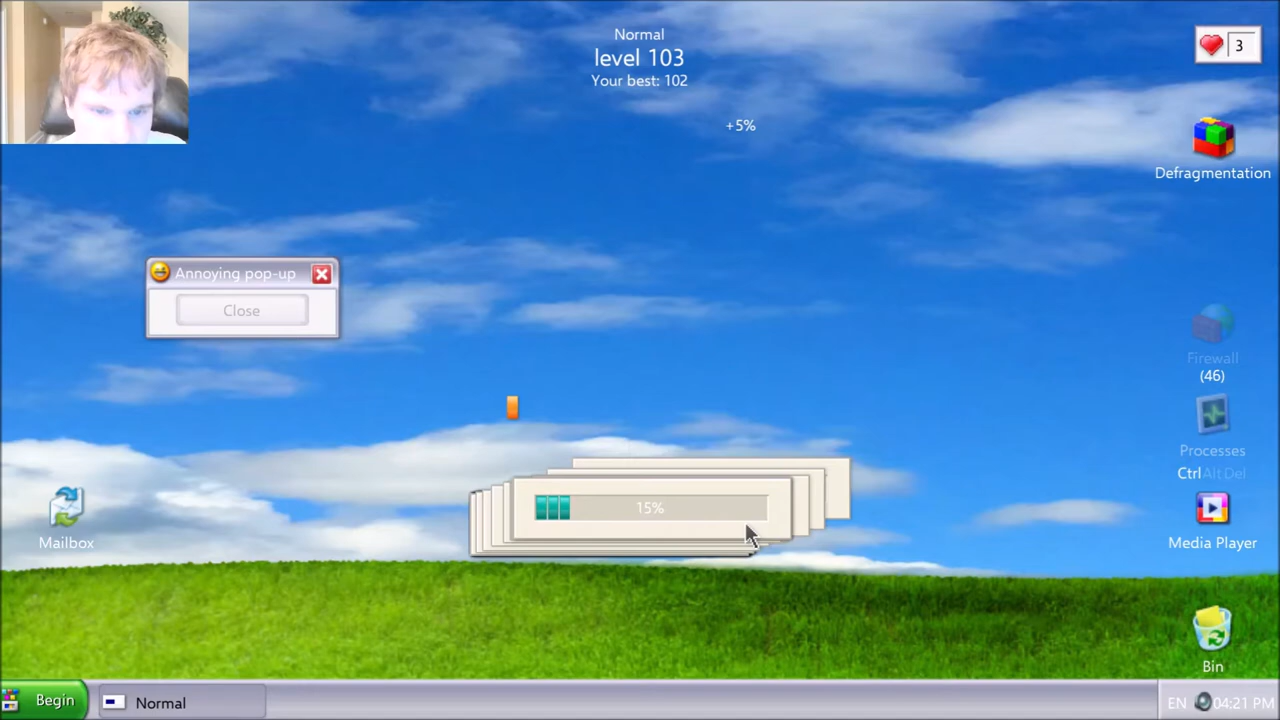 Normal
level 103
Your best: 102
3
+5%
Defragmentation
Annoying pop-up
Close
Firewall
(46)
Processes
Ctrl Alt Del
15%
Mailbox
Media Player
Bin
Begin
Normal
EN 04:21 PM